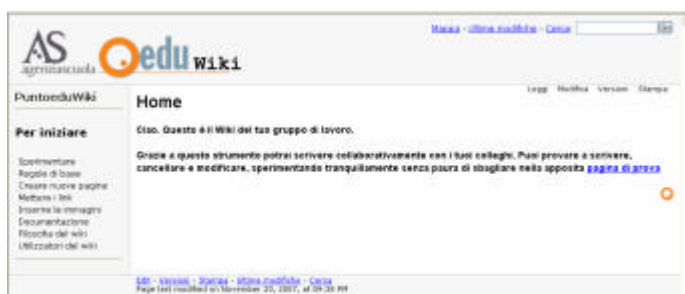 Mappa - Ultime modifiche - Cerca
AS
agenziascuola
edu Wiki
PuntoeduWiki
Leggi Modifica Versioni Stampa
Home
Ciao. Questo è il Wiki del tuo gruppo di lavoro.
Per iniziare
Grazie a questo strumento potrai scrivere collaborativamente con i tuoi colleghi. Puoi provare a scrivere,
cancellare e modificare, sperimentando tranquillamente senza paura di sbagliare nella apposita pagina di prova
Sperimentare
Regole di base
Creare nuove pagine
Mettere i link
Inserire le immagini
Documentazione
Filosofia del wiki
Utilizzatori del wiki
Edit - Versioni - Stampa - Ultime modifiche - Cerca
Page last modified on November 20, 2007, at 09:38 PM